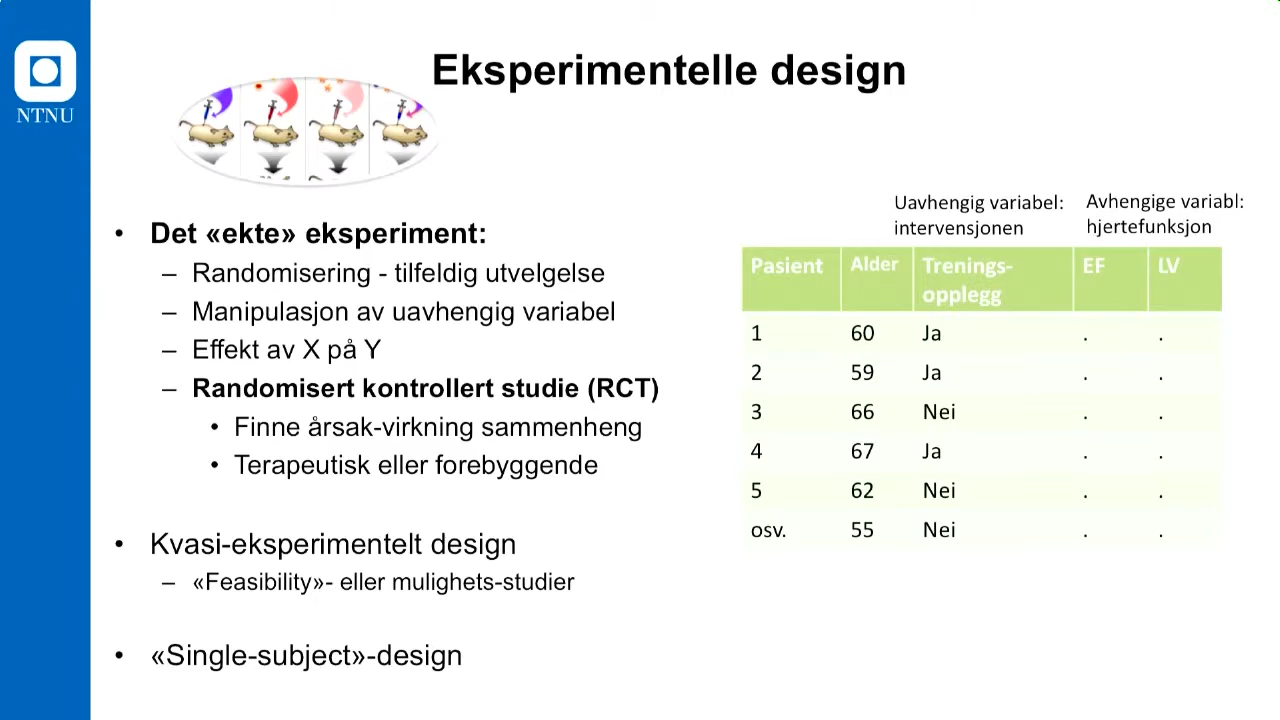 Eksperimentelle design
NTNU
• Det «ekte» eksperiment:
– Randomisering - tilfeldig utvelgelse
– Manipulasjon av uavhengig variabel
– Effekt av X på Y
– Randomisert kontrollert studie (RCT)
• Finne årsak-virkning sammenheng
• Terapeutisk eller forebyggende
• Kvasi-eksperimentelt design
– «Feasibility»- eller mulighets-studier
• «Single-subject»-design
Uavhengig variabel:
intervensjonen
Avhengige variabl:
hjertefunksjon
Pasient Alder Trenings- EF LV
opplegg
1 60 Ja . .
2 59 Ja . .
3 66 Nei . .
4 67 Ja . .
5 62 Nei . .
osv. 55 Nei . .